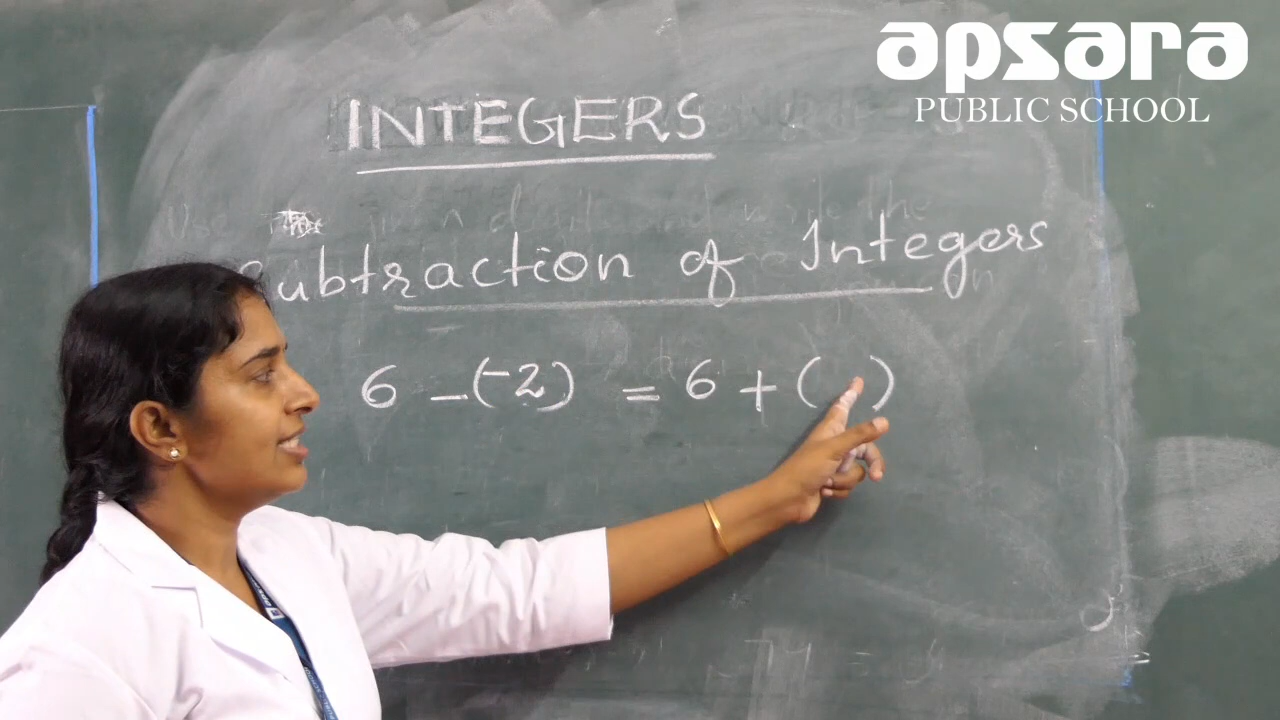 apsara
PUBLIC SCHOOL
INTEGERS
Subtraction of Integers
6 -(-2) = 6 + ( )